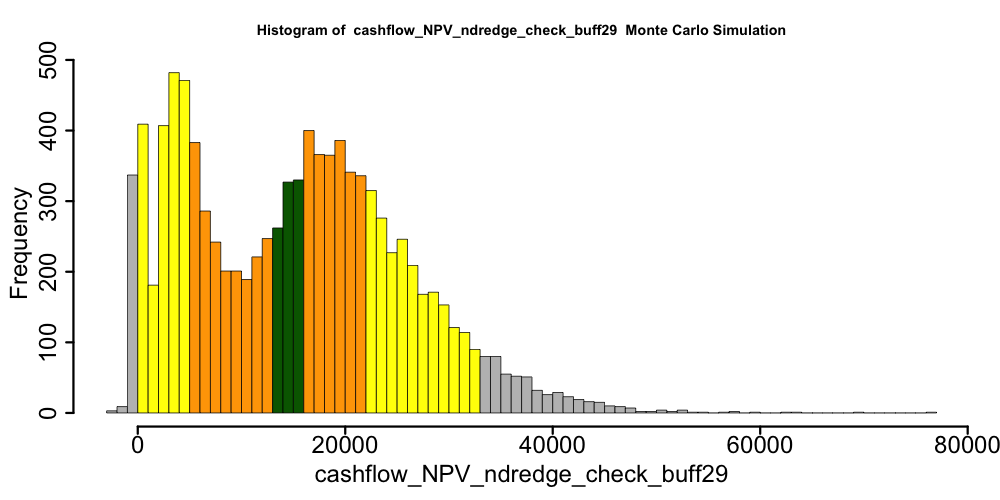 Histogram of  cashflow_NPV_ndredge_check_buff29  Monte Carlo Simulation
Frequency
500
400
300
200
100
0
0 20000 40000 60000 80000
cashflow_NPV_ndredge_check_buff29